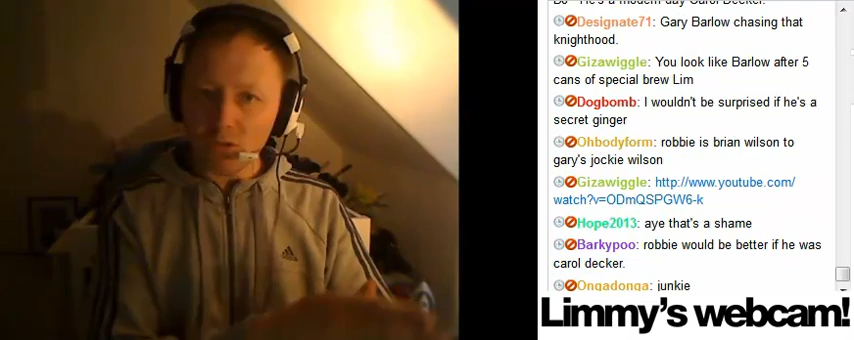 Designate71: Gary Barlow chasing that
knighthood.
Gizawiggle: You look like Barlow after 5
cans of special brew Lim
Dogbomb: I wouldn't be surprised if he's a
secret ginger
Ohbodyform: robbie is brian wilson to
gary's jockie wilson
Gizawiggle: http://www.youtube.com/
watch?v=ODmQSPGW6-k
Hope2013: aye that's a shame
Barkypoo: robbie would be better if he was
carol decker.
Ongadonga: junkie
Limmy's webcam!
adidas